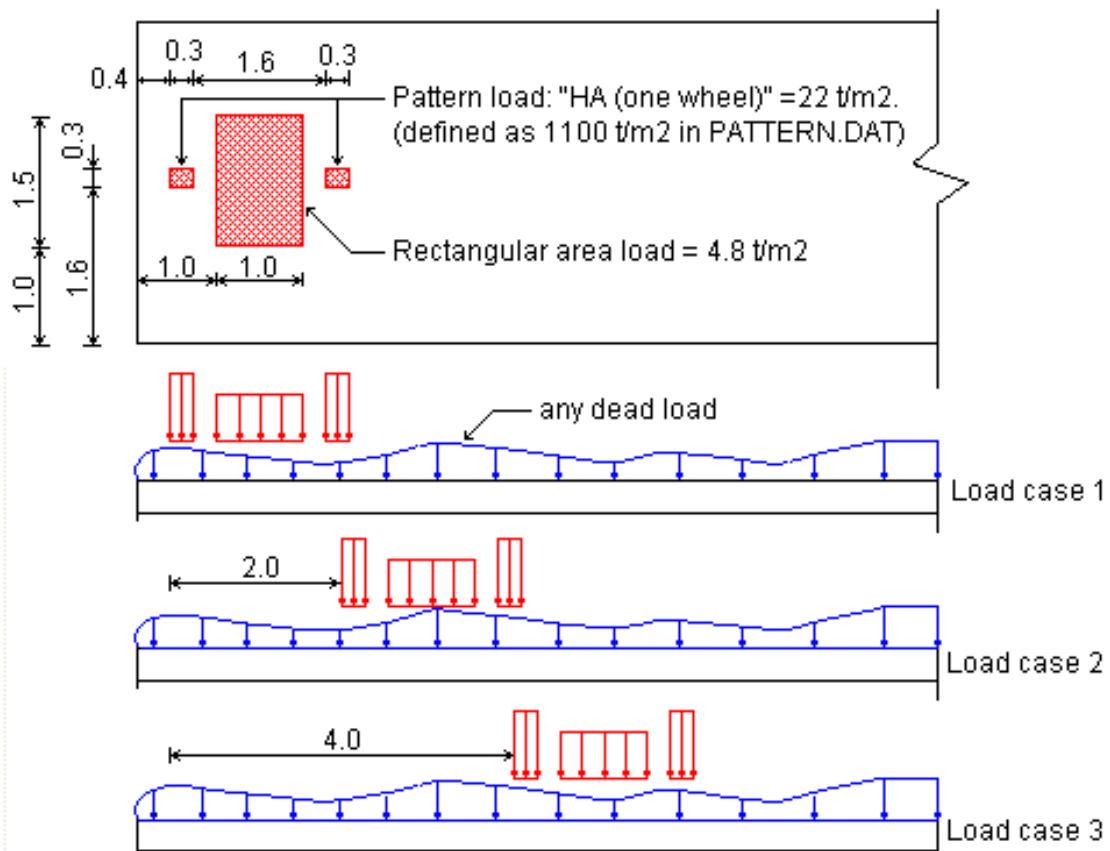 0.3
1.6
0.3
0.4
Pattern load: "HA (one wheel)" =22 t/m2.
(defined as 1100 t/m2 in PATTERN.DAT)
0.3
1.5
Rectangular area load = 4.8 t/m2
1.0
1.0
1.6
1.0
any dead load
Load case 1
2.0
Load case 2
4.0
Load case 3